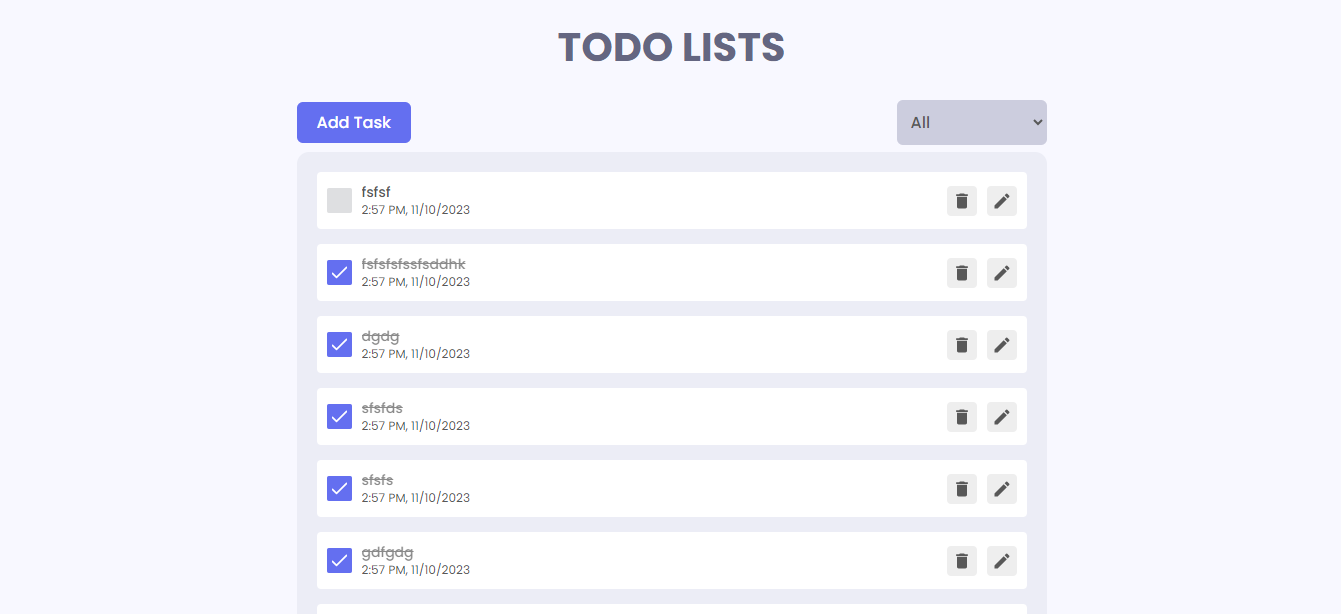 TODO LISTS
Add Task
All
fsfsf
2:57 PM, 11/10/2023
fsfsfsfssfsddhk
2:57 PM, 11/10/2023
dgdg
2:57 PM, 11/10/2023
sfsfds
2:57 PM, 11/10/2023
sfsfs
2:57 PM, 11/10/2023
gdfgdg
2:57 PM, 11/10/2023